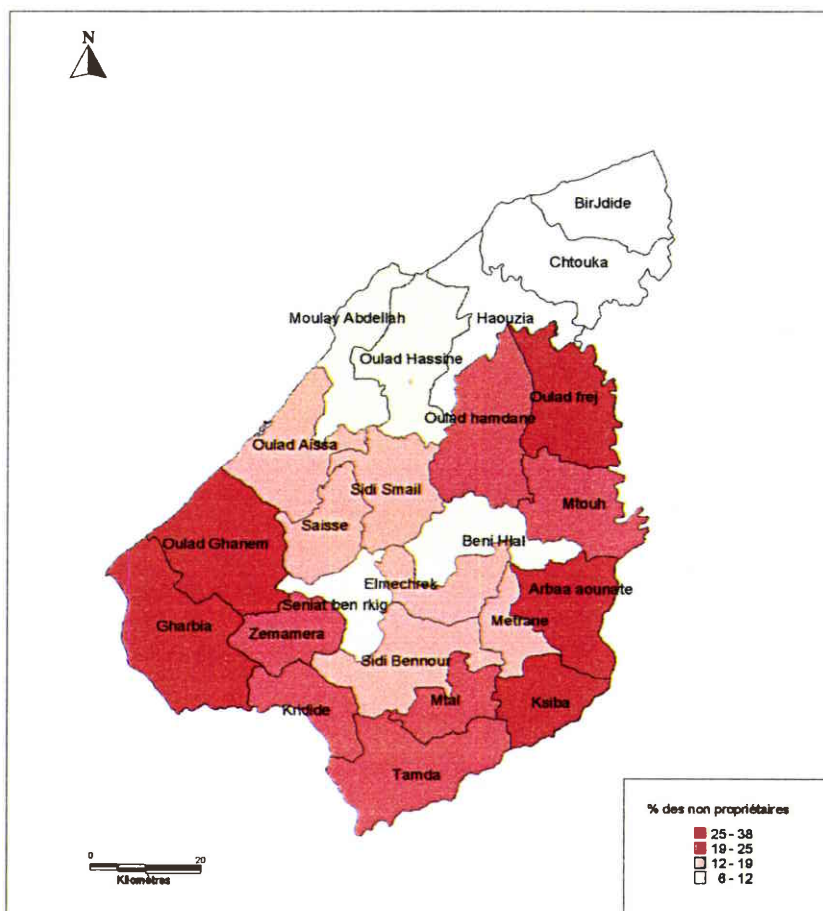 N
BirJdide
Chtouka
Moulay Abdellah
Haouzia
Oulad Hassine
Oulad frej
Oulad hamdane
Oulad Aissa
Sidi Smail
Mtouh
Saisse
Beni Hlal
Oulad Ghanem
Elmechrek
Arbaa aounate
Seniat ben rkig
Gharbia
Zemamera
Metrane
Sidi Bennour
Mtal
Ksiba
Kridide
Tamda
% des non propriétaires
25 - 38
19 - 25
12 - 19
6 - 12
0 20
Kilomètres